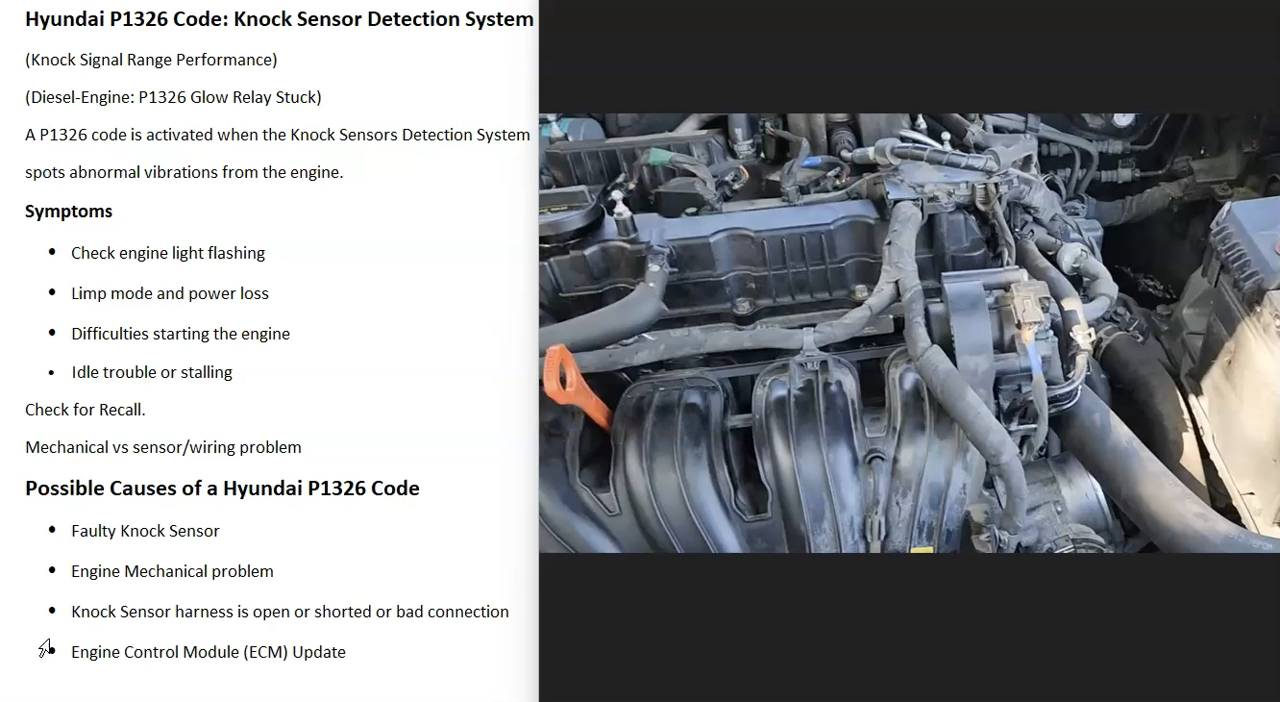 Hyundai P1326 Code: Knock Sensor Detection System
(Knock Signal Range Performance)
(Diesel-Engine: P1326 Glow Relay Stuck)
A P1326 code is activated when the Knock Sensors Detection System
spots abnormal vibrations from the engine.
Symptoms
Check engine light flashing
Limp mode and power loss
Difficulties starting the engine
Idle trouble or stalling
Check for Recall.
Mechanical vs sensor/wiring problem
Possible Causes of a Hyundai P1326 Code
Faulty Knock Sensor
Engine Mechanical problem
Knock Sensor harness is open or shorted or bad connection
Engine Control Module (ECM) Update